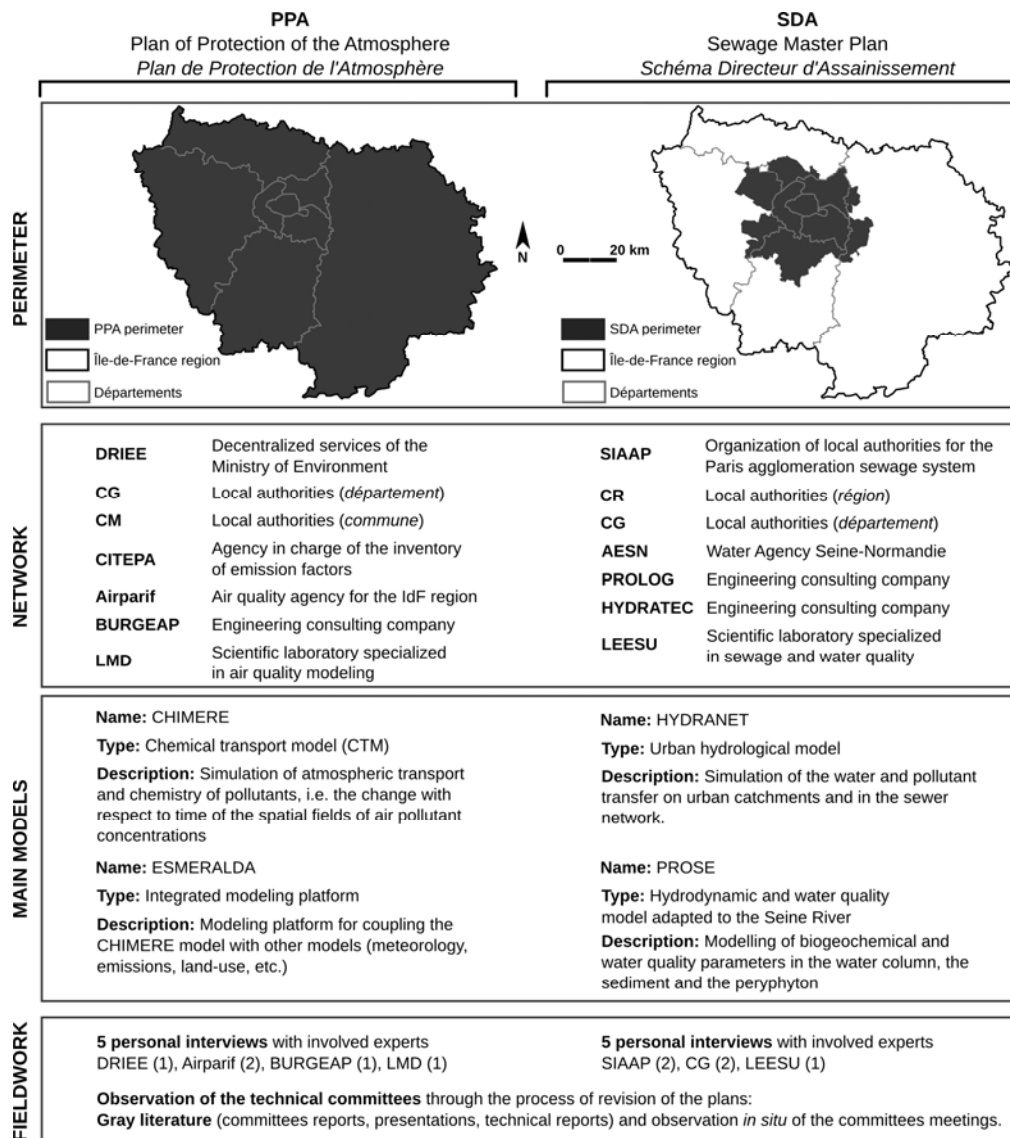 PPA
Plan of Protection of the Atmosphere
Plan de Protection de l'Atmosphère
SDA
Sewage Master Plan
Schéma Directeur d'Assainissement
PERIMETER
N
0 20 km
PPA perimeter
Île-de-France region
Départements
SDA perimeter
Île-de-France region
Départements
NETWORK
DRIEE Decentralized services of the
Ministry of Environment
CG Local authorities (département)
CM Local authorities (commune)
CITEPA Agency in charge of the inventory
of emission factors
Airparif Air quality agency for the IdF region
BURGEAP Engineering consulting company
LMD Scientific laboratory specialized
in air quality modeling
SIAAP Organization of local authorities for the
Paris agglomeration sewage system
CR Local authorities (région)
CG Local authorities (département)
AESN Water Agency Seine-Normandie
PROLOG Engineering consulting company
HYDRATEC Engineering consulting company
LEESU Scientific laboratory specialized
in sewage and water quality
MAIN MODELS
Name: CHIMERE
Type: Chemical transport model (CTM)
Description: Simulation of atmospheric transport
and chemistry of pollutants, i.e. the change with
respect to time of the spatial fields of air pollutant
concentrations
Name: ESMERALDA
Type: Integrated modeling platform
Description: Modeling platform for coupling the
CHIMERE model with other models (meteorology,
emissions, land-use, etc.)
Name: HYDRANET
Type: Urban hydrological model
Description: Simulation of the water and pollutant
transfer on urban catchments and in the sewer
network.
Name: PROSE
Type: Hydrodynamic and water quality
model adapted to the Seine River
Description: Modelling of biogeochemical and
water quality parameters in the water column, the
sediment and the peryphyton
FIELDWORK
5 personal interviews with involved experts
DRIEE (1), Airparif (2), BURGEAP (1), LMD (1)
5 personal interviews with involved experts
SIAAP (2), CG (2), LEESU (1)
Observation of the technical committees through the process of revision of the plans:
Gray literature (committees reports, presentations, technical reports) and observation in situ of the committees meetings.